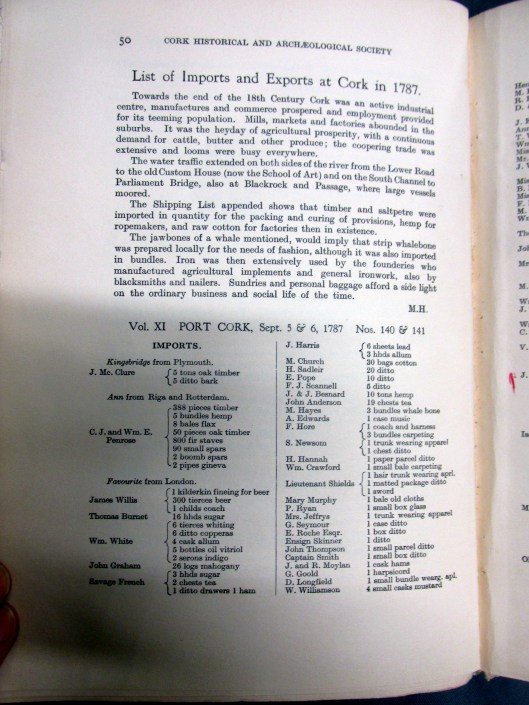 50 CORK HISTORICAL AND ARCHÆOLOGICAL SOCIETY
List of Imports and Exports at Cork in 1787.
Towards the end of the 18th Century Cork was an active industrial
centre, manufactures and commerce prospered and employment provided
for its teeming population. Mills, markets and factories abounded in the
suburbs. It was the heyday of agricultural prosperity, with a continuous
demand for cattle, butter and other produce; the coopering trade was
extensive and looms were busy everywhere.
The water traffic extended on both sides of the river from the Lower Road
to the old Custom House (now the School of Art) and on the South Channel to
Parliament Bridge, also at Blackrock and Passage, where large vessels
moored.
The Shipping List appended shows that timber and saltpetre were
imported in quantity for the packing and curing of provisions, hemp for
ropemakers, and raw cotton for factories then in existence.
The jawbones of a whale mentioned, would imply that strip whalebone
was prepared locally for the needs of fashion, although it was also imported
in bundles. Iron was then extensively used by the founderies who
manufactured agricultural implements and general ironwork, also by
blacksmiths and nailers. Sundries and personal baggage afford a side light
on the ordinary business and social life of the time.
M.H.
Vol. XI PORT CORK, Sept. 5 & 6, 1787 Nos. 140 & 141
IMPORTS.
Kingsbridge from Plymouth.
J. Mc. Clure 5 tons oak timber
5 ditto bark
Ann from Riga and Rotterdam.
388 pieces timber
5 bundles hemp
8 bales flax
C. J. and Wm. E. 50 pieces oak timber
Penrose 800 fir staves
90 small spars
2 boomb spars
2 pipes gineva
Favourite from London.
1 kilderkin fineing for beer
James Willis 300 tierces beer
1 childs coach
Thomas Burnet 16 hhds sugar
6 tierces whiting
6 ditto copperas
Wm. White 4 cask allum
5 bottles oil vitriol
2 serons indigo
John Graham 26 logs mahogany
3 hhds sugar
Savage French 2 chests tea
1 ditto drawers 1 ham
J. Harris 6 sheets lead
3 hhds allum
M. Church 30 bags cotton
H. Sadleir 20 ditto
E. Pope 10 ditto
F. J. Scannell 5 ditto
J. & J. Besnard 10 tons hemp
John Anderson 19 chests tea
M. Hayes 3 bundles whale bone
A. Edwards 1 case music
F. Hore 1 coach and harness
3 bundles carpeting
S. Newsom 1 trunk wearing apparel
1 chest ditto
H. Hannah 1 paper parcel ditto
Wm. Crawford 1 small bale carpeting
1 hair trunk wearing aprl.
Lieutenant Shields 1 matted package ditto
1 sword
Mary Murphy 1 bale old cloths
P. Ryan 1 small box glass
Mrs. Jeffrys 1 trunk wearing apparel
G. Seymour 1 case ditto
E. Roche Esqr. 1 box ditto
Ensign Skinner 1 ditto
John Thompson 1 small parcel ditto
Captain Smith 1 small box ditto
J. and R. Moylan 1 cask hams
G. Goold 1 harpsicord
D. Longfield 1 small bundle wearg. apl.
W. Williamson 4 small casks mustard